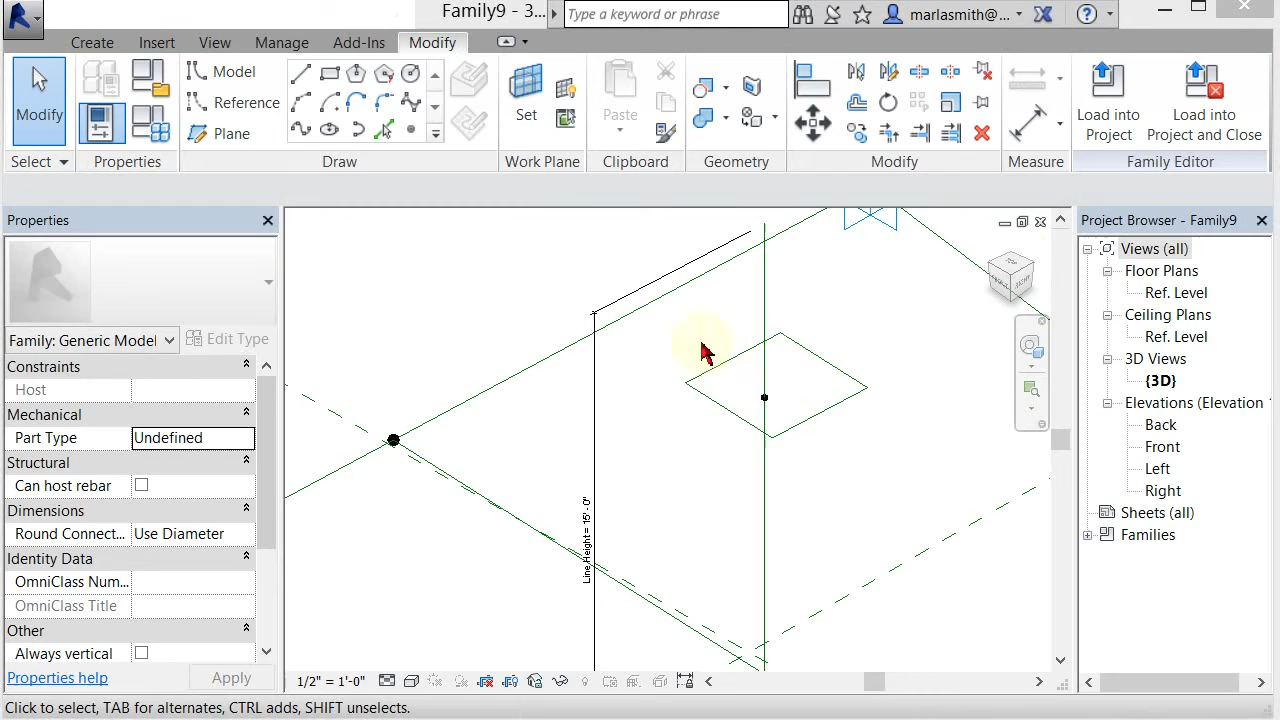 Family9 - 3...
Type a keyword or phrase
marlasmith@...
Create
Insert
View
Manage
Add-Ins
Modify
Modify
Model
Reference
Plane
Set
Paste
Load into
Project
Load into
Project and Close
Select
Properties
Draw
Work Plane
Clipboard
Geometry
Modify
Measure
Family Editor
Properties
Family: Generic Model
Edit Type
Constraints
Host
Mechanical
Part Type
Undefined
Structural
Can host rebar
Dimensions
Round Connect...
Use Diameter
Identity Data
OmniClass Num...
OmniClass Title
Other
Always vertical
Properties help
Apply
Line Height = 15' - 0"
1/2" = 1'-0"
Project Browser - Family9
Views (all)
Floor Plans
Ref. Level
Ceiling Plans
Ref. Level
3D Views
{3D}
Elevations (Elevation
Back
Front
Left
Right
Sheets (all)
Families
Click to select, TAB for alternates, CTRL adds, SHIFT unselects.